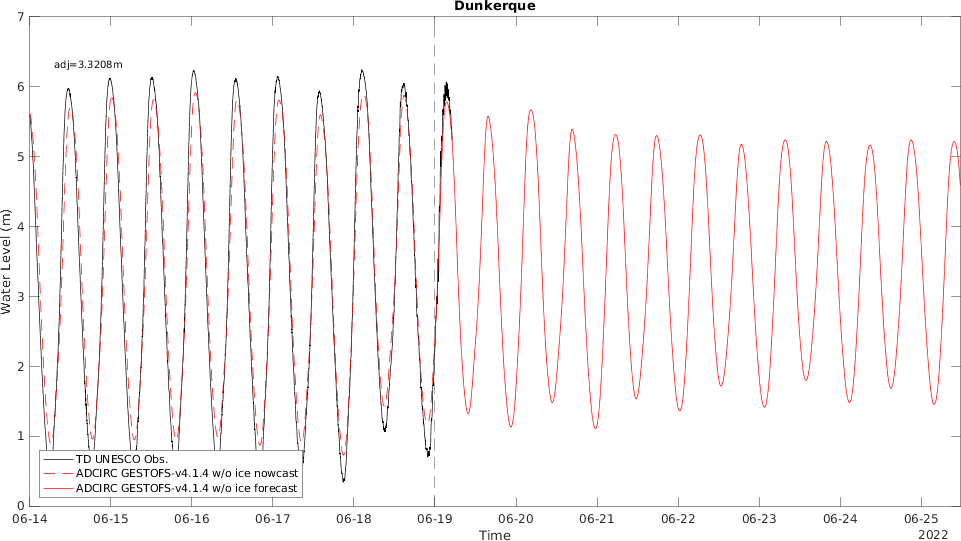 Dunkerque
adj=3.3208m
7
6
5
4
3
2
1
0
Water Level (m)
TD UNESCO Obs.
ADCIRC GESTOFS-v4.1.4 w/o ice nowcast
ADCIRC GESTOFS-v4.1.4 w/o ice forecast
06-14 06-15 06-16 06-17 06-18 06-19 06-20 06-21 06-22 06-23 06-24 06-25
2022
Time